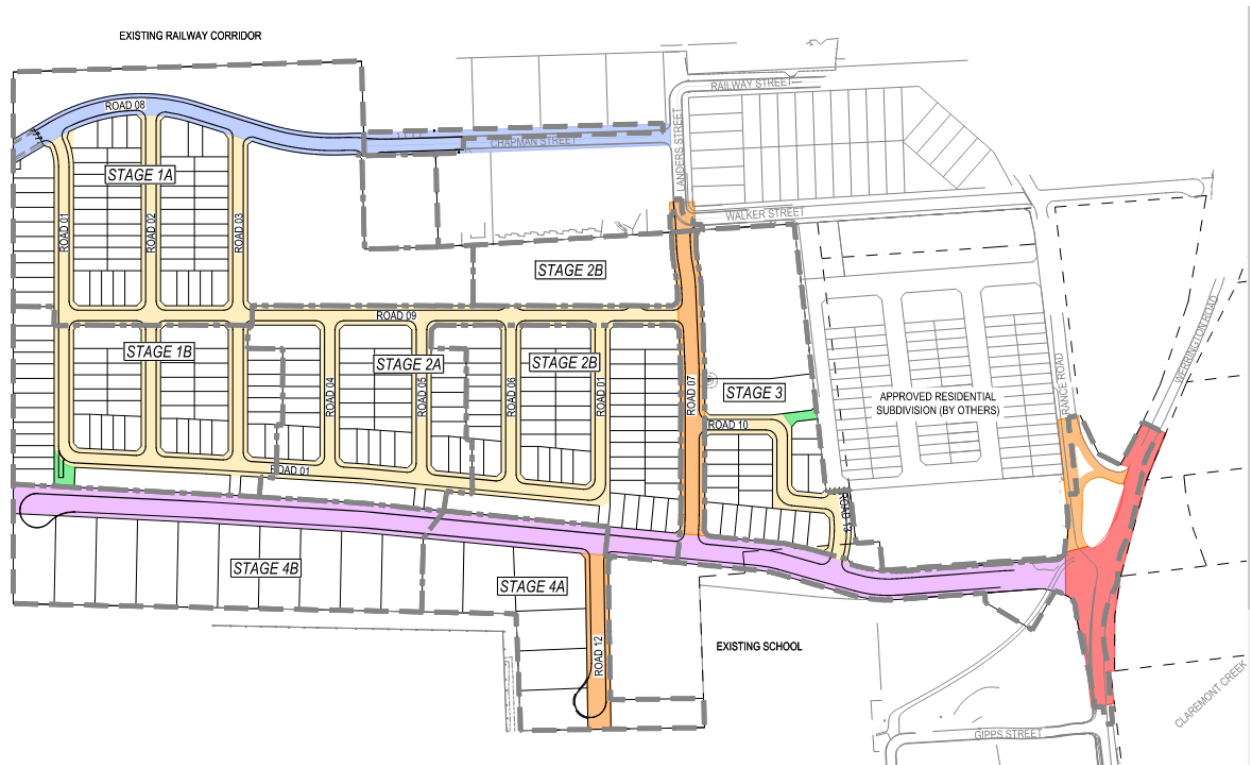 EXISTING RAILWAY CORRIDOR
RAILWAY STREET
ROAD 08
CHAPMAN STREET
LANDERS STREET
STAGE 1A
WALKER STREET
ROAD 01
ROAD 02
ROAD 03
STAGE 2B
ROAD 09
WERRINGTON ROAD
STAGE 1B
STAGE 2A
STAGE 2B
ROAD 04
ROAD 05
ROAD 06
ROAD 01
ROAD 07
STAGE 3
RANCE ROAD
APPROVED RESIDENTIAL
SUBDIVISION (BY OTHERS)
ROAD 10
ROAD 01
ROAD 13
STAGE 4B
STAGE 4A
EXISTING SCHOOL
ROAD 12
CLAREMONT CREEK
GIPPS STREET